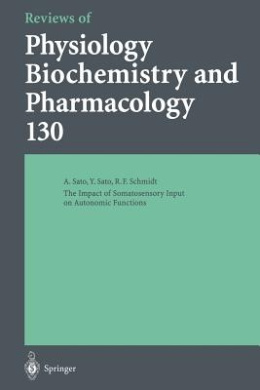 Reviews of
Physiology
Biochemistry and
Pharmacology
130
A. Sato, Y. Sato, R.F. Schmidt
The Impact of Somatosensory Input
on Autonomic Functions
Springer